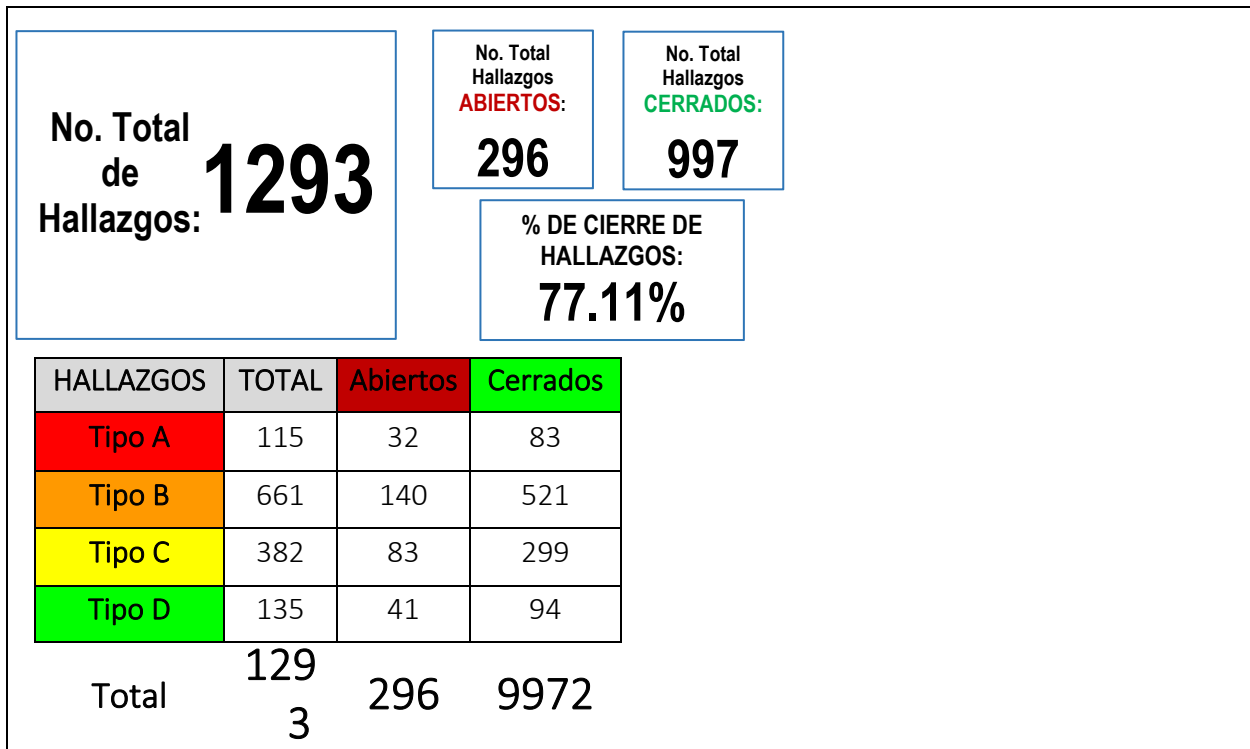 No. Total
de
Hallazgos:
1293
No. Total
Hallazgos
ABIERTOS:
296
No. Total
Hallazgos
CERRADOS:
997
% DE CIERRE DE
HALLAZGOS:
77.11%
HALLAZGOS TOTAL Abiertos Cerrados
Tipo A 115 32 83
Tipo B 661 140 521
Tipo C 382 83 299
Tipo D 135 41 94
Total 129
3 296 9972